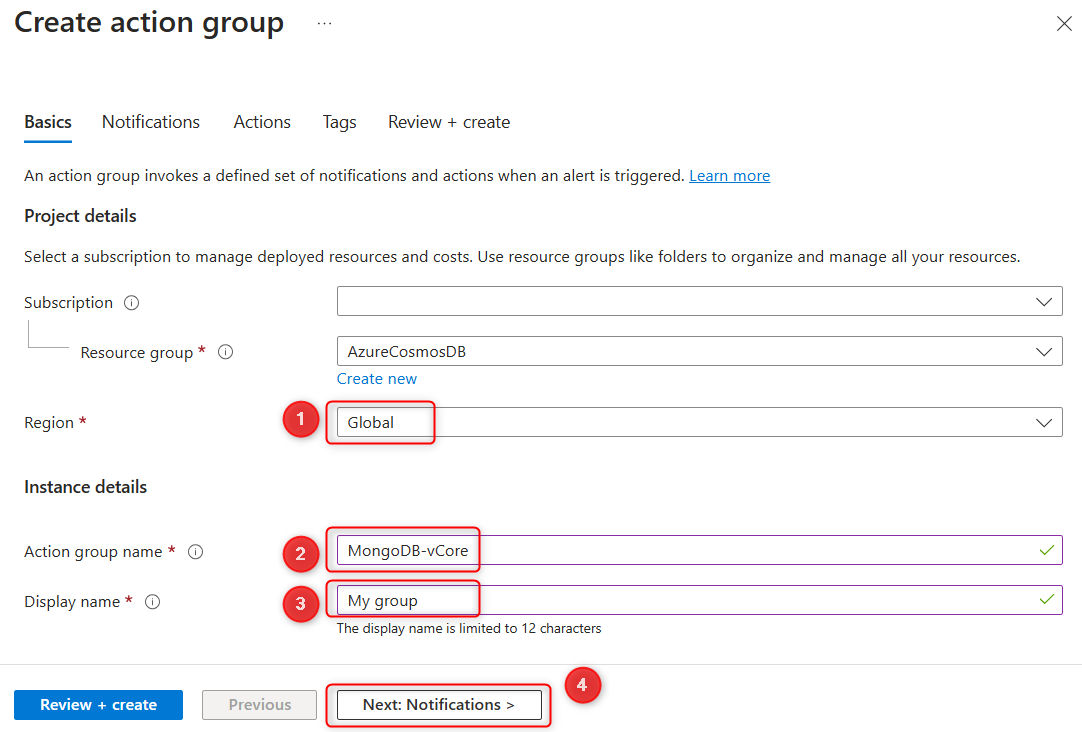 Create action group ...
Basics Notifications Actions Tags Review + create
An action group invokes a defined set of notifications and actions when an alert is triggered. Learn more
Project details
Select a subscription to manage deployed resources and costs. Use resource groups like folders to organize and manage all your resources.
Subscription
Resource group * AzureCosmosDB
Create new
Region * 1 Global
Instance details
Action group name * 2 MongoDB-vCore
Display name * 3 My group
The display name is limited to 12 characters
Review + create Previous Next: Notifications > 4